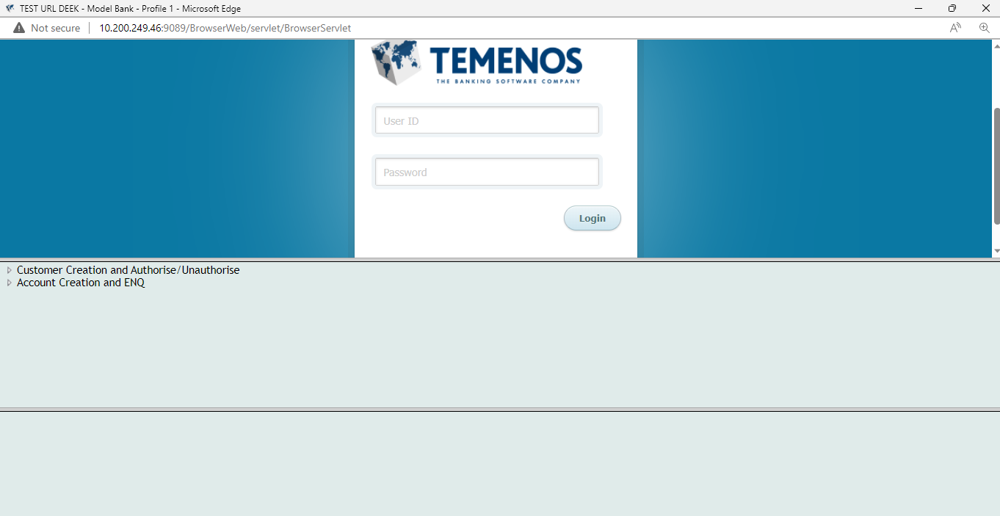 TEST URL DEEK - Model Bank - Profile 1 - Microsoft Edge
Not secure
10.200.249.46:9089/BrowserWeb/servlet/BrowserServlet
TEMENOS
THE BANKING SOFTWARE COMPANY
User ID
Password
Login
Customer Creation and Authorise/Unauthorise
Account Creation and ENQ